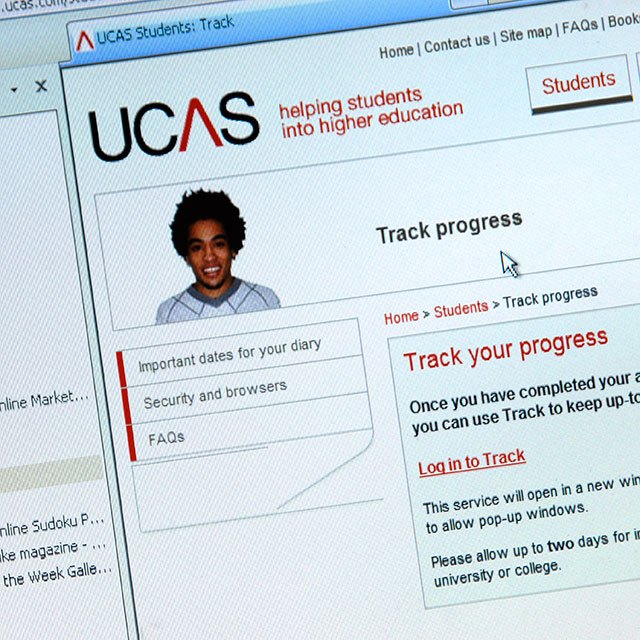 .ucas.com/
UCAS Students: Track
Home | Contact us | Site map | FAQs | Book
UCAS
helping students
into higher education
Students
Track progress
Home > Students > Track progress
Important dates for your diary
Security and browsers
FAQs
Track your progress
Once you have completed your a
you can use Track to keep up-to
Log in to Track
This service will open in a new win
to allow pop-up windows.
Please allow up to two days for in
university or college.
nline Market...
nline Sudoku P...
ke magazine - ...
the Week Galle...